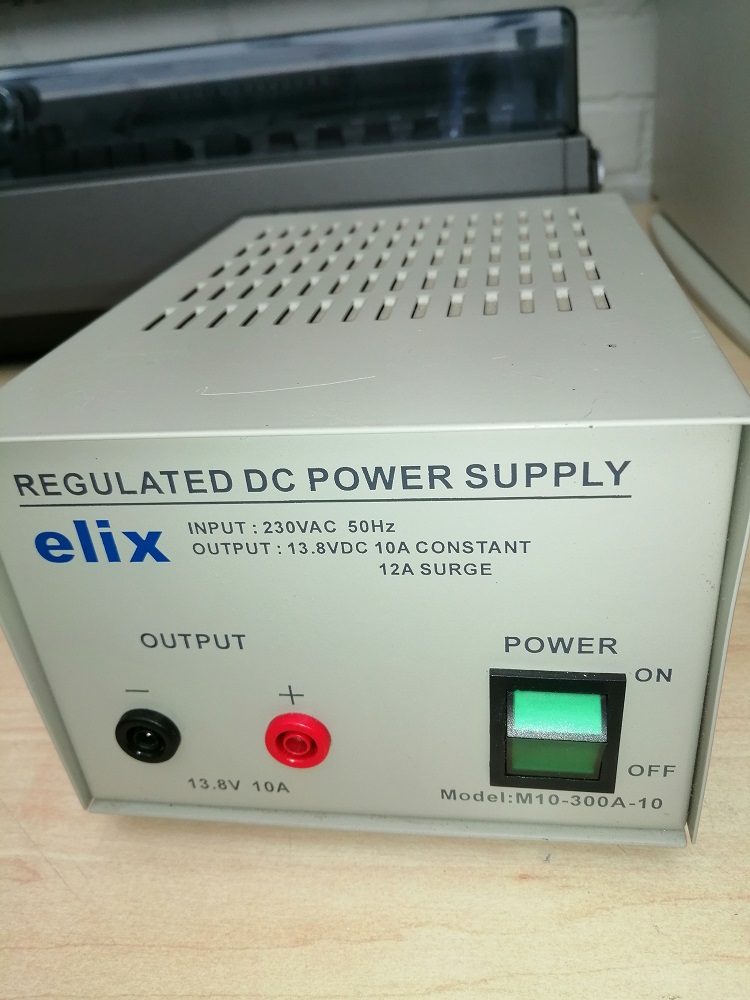 REGULATED DC POWER SUPPLY
elix
INPUT : 230VAC 50Hz
OUTPUT : 13.8VDC 10A CONSTANT
12A SURGE
OUTPUT
POWER
ON
− +
OFF
13.8V 10A
Model:M10-300A-10